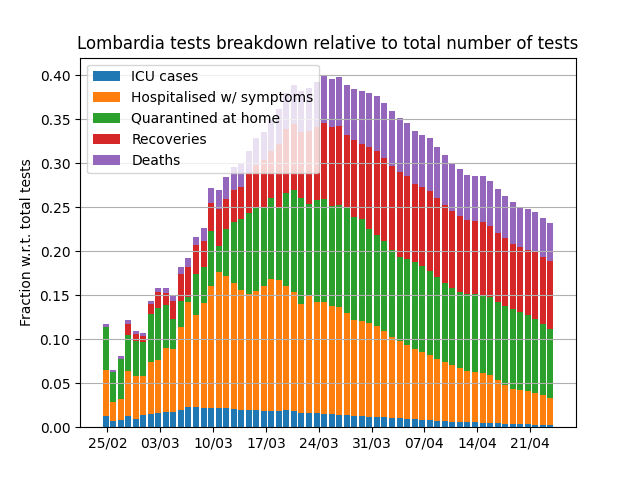 Lombardia tests breakdown relative to total number of tests
Fraction w.r.t. total tests
0.40
0.35
0.30
0.25
0.20
0.15
0.10
0.05
0.00
ICU cases
Hospitalised w/ symptoms
Quarantined at home
Recoveries
Deaths
25/02 03/03 10/03 17/03 24/03 31/03 07/04 14/04 21/04